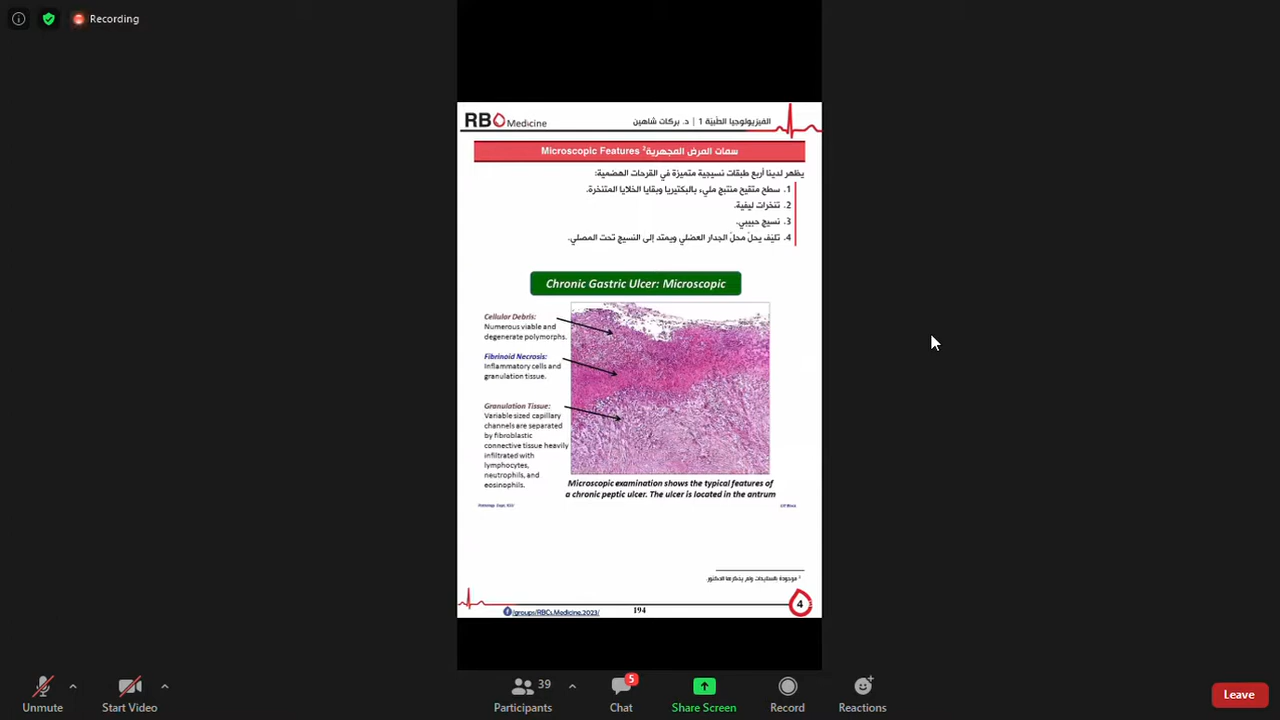 Recording
RB Medicine
الفيزيولوجيا الطبية 1 | د. بركات شاهين
سمات المرض المجهرية² Microscopic Features
يظهر لدينا أربع طبقات نسيجية متميزة في القرحات الهضمية:
1. سطح متقيح منتبج مليء بالبكتيريا وبقايا الخلايا المتنخرة.
2. تنخرات ليفية.
3. نسيج حبيبي.
4. تليّف يحلّ محلّ الجدار العضلي ويمتد إلى النسيج تحت المصلي.
Chronic Gastric Ulcer: Microscopic
Cellular Debris:
Numerous viable and
degenerate polymorphs.
Fibrinoid Necrosis:
Inflammatory cells and
granulation tissue.
Granulation Tissue:
Variable sized capillary
channels are separated
by fibroblastic
connective tissue heavily
infiltrated with
lymphocytes,
neutrophils, and
eosinophils.
Microscopic examination shows the typical features of
a chronic peptic ulcer. The ulcer is located in the antrum
موجودة بالسلايدات ولم يذكرها الدكتور
/groups/RBCs.Medicine.2023/
194
4
Unmute
Start Video
39
Participants
5
Chat
Share Screen
Record
Reactions
Leave